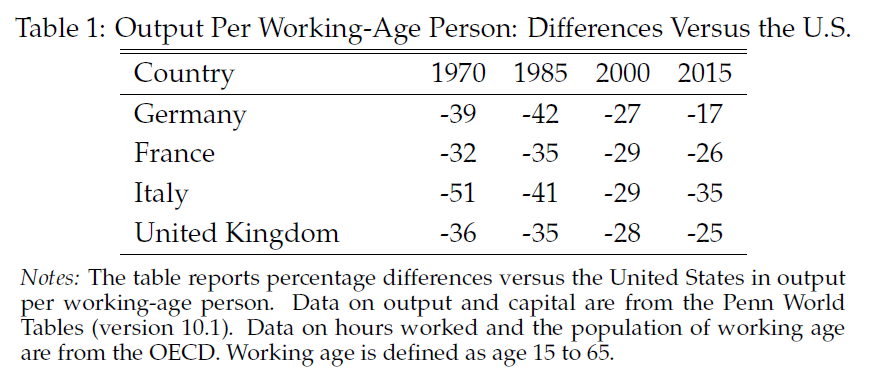 Table 1: Output Per Working-Age Person: Differences Versus the U.S.
Country 1970 1985 2000 2015
Germany -39 -42 -27 -17
France -32 -35 -29 -26
Italy -51 -41 -29 -35
United Kingdom -36 -35 -28 -25
Notes: The table reports percentage differences versus the United States in output
per working-age person. Data on output and capital are from the Penn World
Tables (version 10.1). Data on hours worked and the population of working age
are from the OECD. Working age is defined as age 15 to 65.